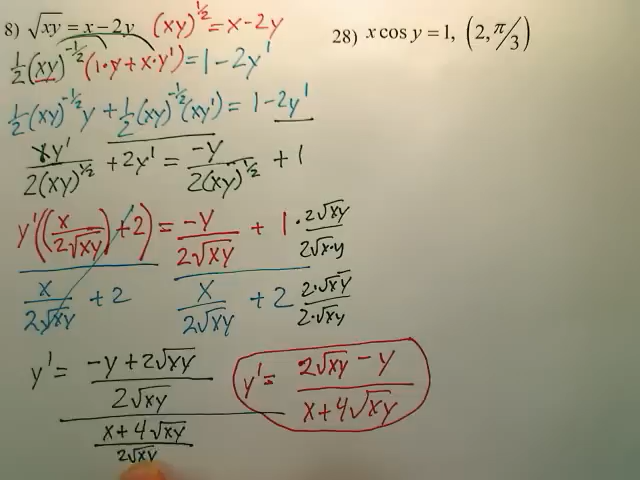 8) √xy = x − 2y (xy)^½ = x − 2y
½(xy)^-½ (1·y + x·y') = 1 − 2y'
½(xy)^-½ y + ½(xy)^-½ (xy') = 1 − 2y'
xy'/2(xy)^½ + 2y' = -y/2(xy)^½ + 1
y'((x/2√xy) + 2) = -y/2√xy + 1 · 2√xy/2√x·y
x/2√xy + 2 x/2√xy + 2 2·√xy/2·√xy
y' = (-y + 2√xy / 2√xy) / (x + 4√xy / 2√xy)
y' = 2√xy − y / x + 4√xy
28) x cos y = 1, (2, π/3)